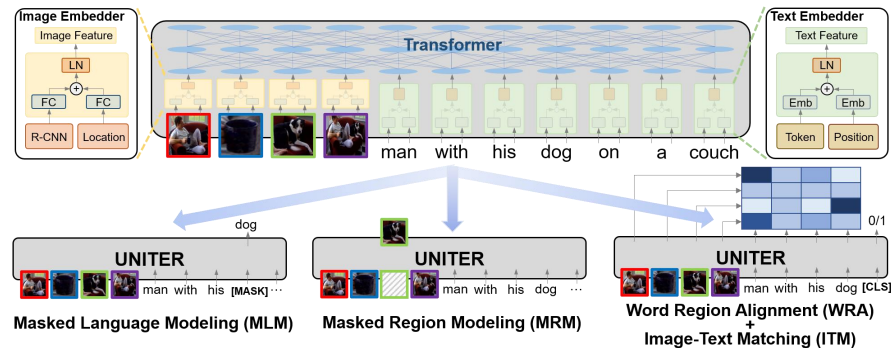 Image Embedder
Image Feature
LN
+
FC FC
R-CNN Location
Transformer
man with his dog on a couch
Text Embedder
Text Feature
LN
+
Emb Emb
Token Position
dog
UNITER
man with his [MASK] ...
Masked Language Modeling (MLM)
UNITER
man with his dog ...
Masked Region Modeling (MRM)
0/1
UNITER
man with his dog [CLS]
Word Region Alignment (WRA)
+
Image-Text Matching (ITM)